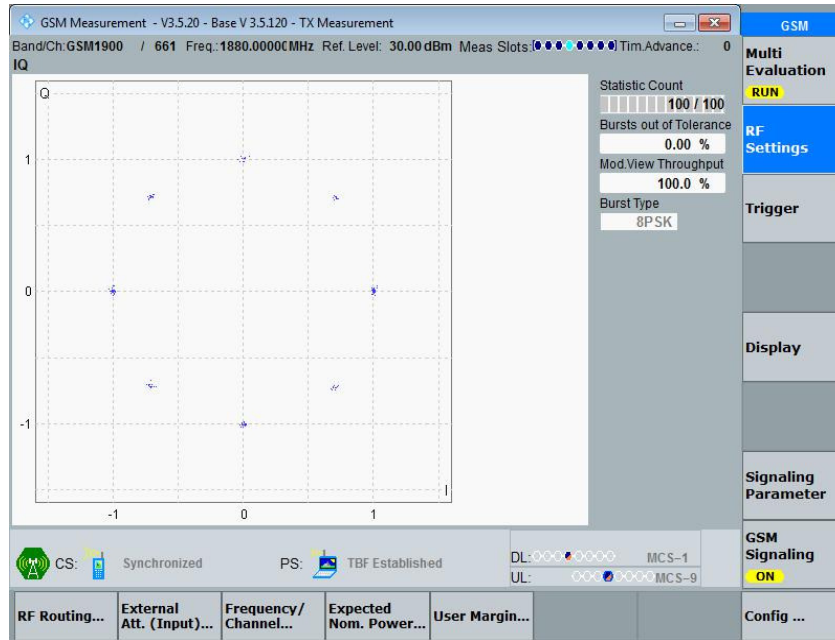 GSM Measurement - V3.5.20 - Base V 3.5.120 - TX Measurement
Band/Ch:GSM1900 / 661 Freq.:1880.0000 MHz Ref. Level: 30.00 dBm Meas Slots: Tim.Advance.: 0
IQ
Q
1
0
-1
-1
0
1
I
Statistic Count
100 / 100
Bursts out of Tolerance
0.00 %
Mod.View Throughput
100.0 %
Burst Type
8PSK
GSM
Multi
Evaluation
RUN
RF
Settings
Trigger
Display
Signaling
Parameter
GSM
Signaling
ON
Config ...
CS: Synchronized
PS: TBF Established
DL: MCS-1
UL: MCS-9
RF Routing...
External
Att. (Input)...
Frequency/
Channel...
Expected
Nom. Power...
User Margin...